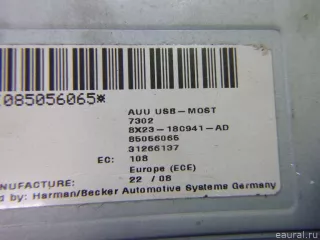 085056065*
AUU USB-MOST
7302
8X23-18C941-AD
85056065
31266137
EC: 108
Europe (ECE)
NUFACTURE: 22 / 08
ed by: Harman/Becker Automotive Systems Germany
eaural.ru